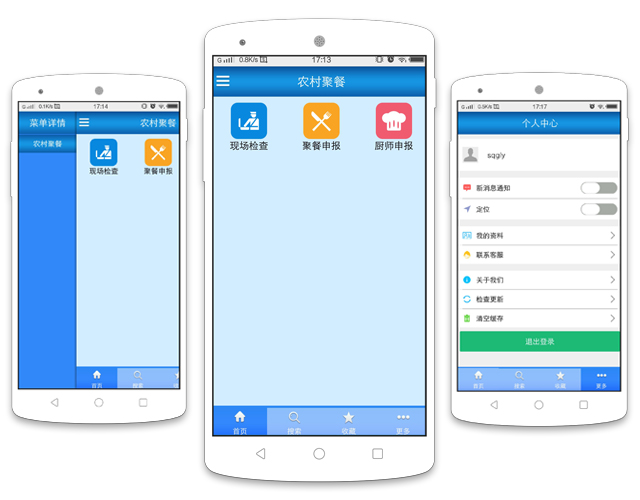 G 0.1K/s 17:14
菜单详情
农村聚餐
农村聚餐
现场检查
聚餐申报
首页
搜索
G 0.8K/s 17:13
农村聚餐
现场检查
聚餐申报
厨师申报
首页
搜索
收藏
更多
G 0.5K/s 17:17
个人中心
sqgly
新消息通知
定位
我的资料
联系客服
关于我们
检查更新
清空缓存
退出登录
首页
搜索
收藏
更多